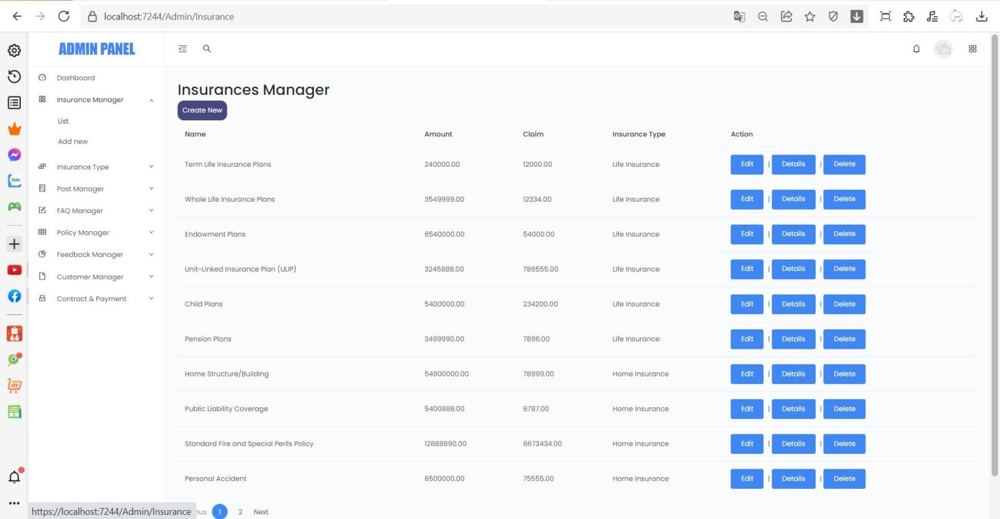 localhost:7244/Admin/Insurance
ADMIN PANEL
Dashboard
Insurance Manager
List
Add new
Insurance Type
Post Manager
FAQ Manager
Policy Manager
Feedback Manager
Customer Manager
Contract & Payment
Insurances Manager
Create New
Name Amount Claim Insurance Type Action
Term Life Insurance Plans 240000.00 12000.00 Life Insurance Edit | Details | Delete
Whole Life Insurance Plans 3549999.00 12334.00 Life Insurance Edit | Details | Delete
Endowment Plans 6540000.00 54000.00 Life Insurance Edit | Details | Delete
Unit-Linked Insurance Plan (ULIP) 3245888.00 786555.00 Life Insurance Edit | Details | Delete
Child Plans 5400000.00 234200.00 Life Insurance Edit | Details | Delete
Pension Plans 3499990.00 7896.00 Life Insurance Edit | Details | Delete
Home Structure/Building 54900000.00 78999.00 Home Insurance Edit | Details | Delete
Public Liability Coverage 5400888.00 6787.00 Home Insurance Edit | Details | Delete
Standard Fire and Special Perils Policy 12888890.00 6673434.00 Home Insurance Edit | Details | Delete
Personal Accident 6500000.00 75555.00 Home Insurance Edit | Details | Delete
ous 1 2 Next
https://localhost:7244/Admin/Insurance
Zalo